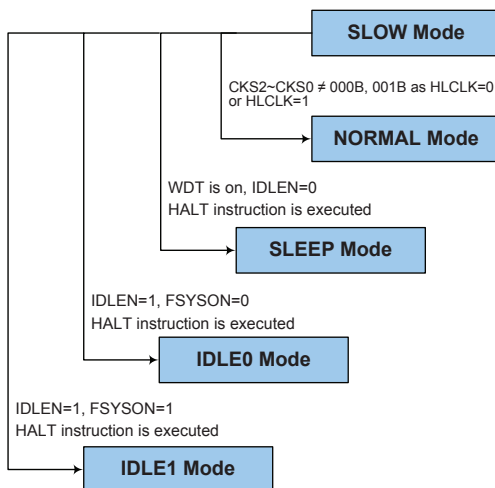 SLOW Mode
CKS2~CKS0 ≠ 000B, 001B as HLCLK=0
or HLCLK=1
NORMAL Mode
WDT is on, IDLEN=0
HALT instruction is executed
SLEEP Mode
IDLEN=1, FSYSON=0
HALT instruction is executed
IDLE0 Mode
IDLEN=1, FSYSON=1
HALT instruction is executed
IDLE1 Mode